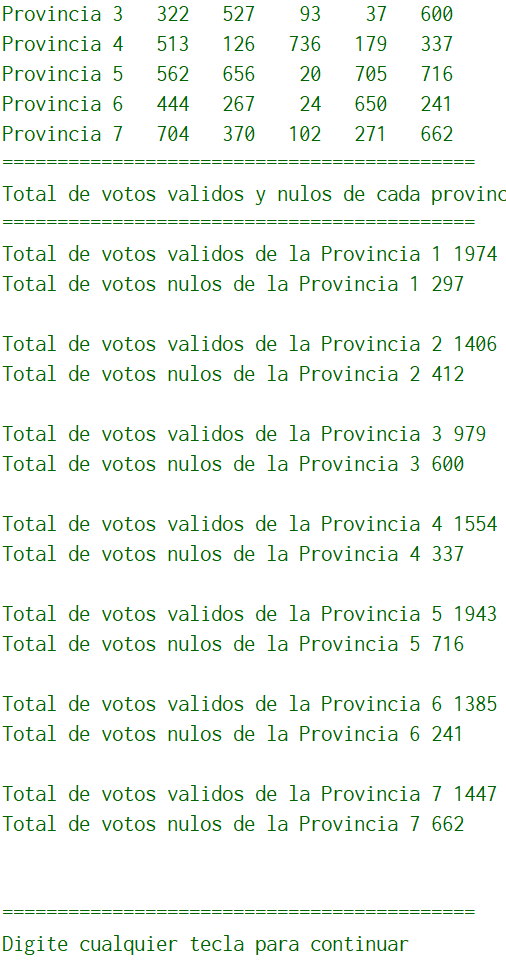 Provincia 3   322   527    93    37   600
Provincia 4   513   126   736   179   337
Provincia 5   562   656    20   705   716
Provincia 6   444   267    24   650   241
Provincia 7   704   370   102   271   662
===========================================
Total de votos validos y nulos de cada provinc
===========================================
Total de votos validos de la Provincia 1 1974
Total de votos nulos de la Provincia 1 297

Total de votos validos de la Provincia 2 1406
Total de votos nulos de la Provincia 2 412

Total de votos validos de la Provincia 3 979
Total de votos nulos de la Provincia 3 600

Total de votos validos de la Provincia 4 1554
Total de votos nulos de la Provincia 4 337

Total de votos validos de la Provincia 5 1943
Total de votos nulos de la Provincia 5 716

Total de votos validos de la Provincia 6 1385
Total de votos nulos de la Provincia 6 241

Total de votos validos de la Provincia 7 1447
Total de votos nulos de la Provincia 7 662

===========================================
Digite cualquier tecla para continuar